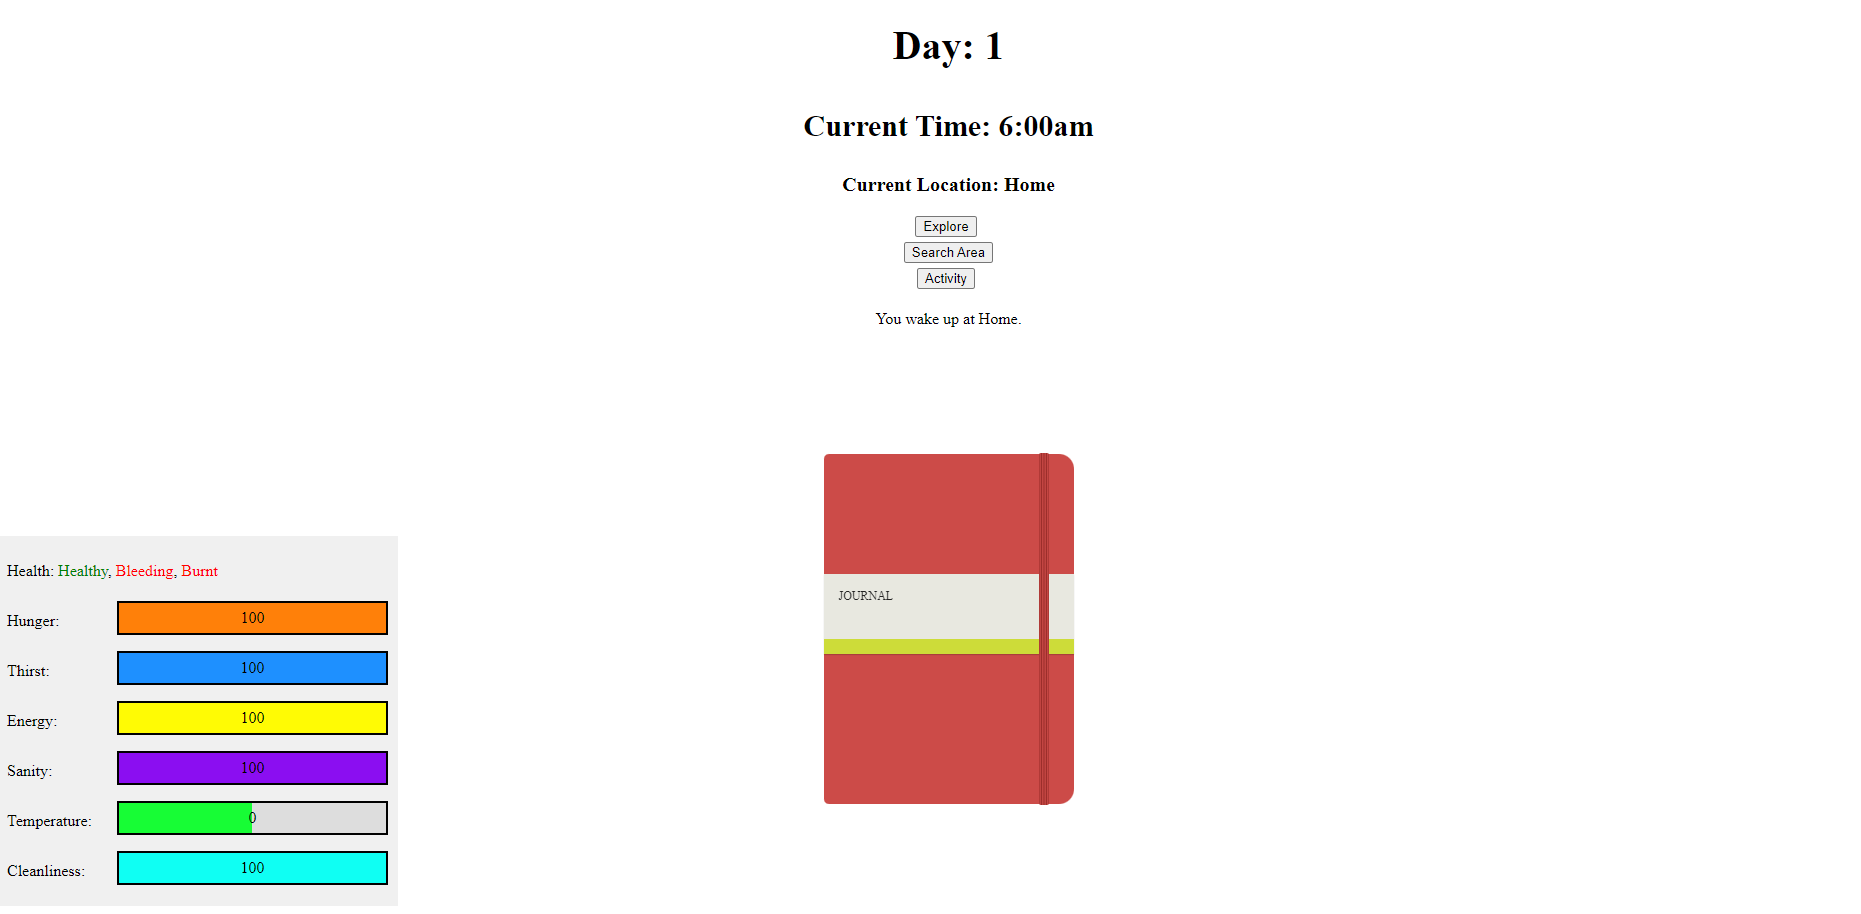 Day: 1
Current Time: 6:00am
Current Location: Home
Explore
Search Area
Activity
You wake up at Home.
JOURNAL
Health: Healthy, Bleeding, Burnt
Hunger: 100
Thirst: 100
Energy: 100
Sanity: 100
Temperature: 0
Cleanliness: 100